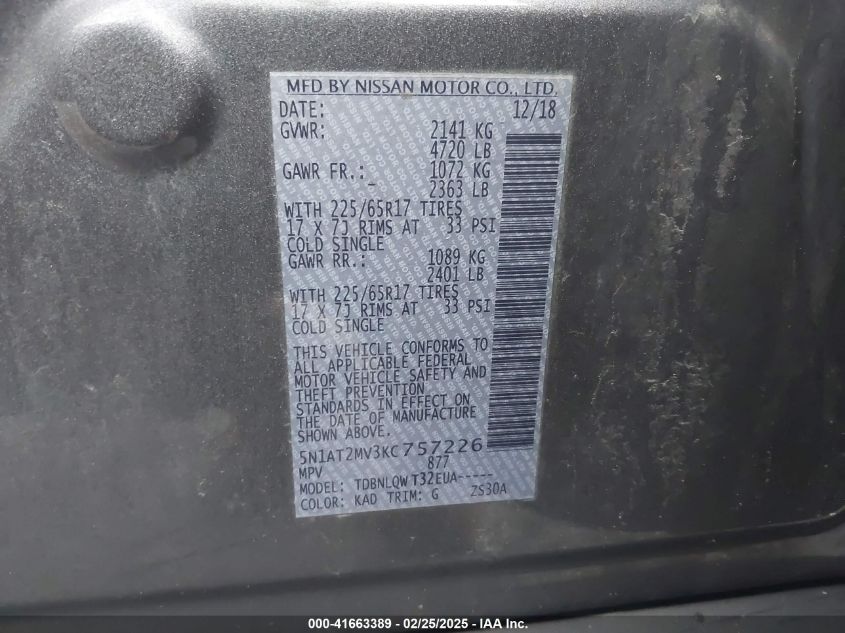 MFD BY NISSAN MOTOR CO., LTD.
DATE: 12/18
GVWR: 2141 KG
4720 LB
GAWR FR.: 1072 KG
2363 LB
WITH 225/65R17 TIRES
17 X 7J RIMS AT 33 PSI
COLD SINGLE
GAWR RR.: 1089 KG
2401 LB
WITH 225/65R17 TIRES
17 X 7J RIMS AT 33 PSI
COLD SINGLE
THIS VEHICLE CONFORMS TO
ALL APPLICABLE FEDERAL
MOTOR VEHICLE SAFETY AND
THEFT PREVENTION
STANDARDS IN EFFECT ON
THE DATE OF MANUFACTURE
SHOWN ABOVE.
5N1AT2MV3KC757226
MPV 877
MODEL: TDBNLQW T32EUA-----
COLOR: KAD TRIM: G ZS30A
000-41663389 - 02/25/2025 - IAA Inc.